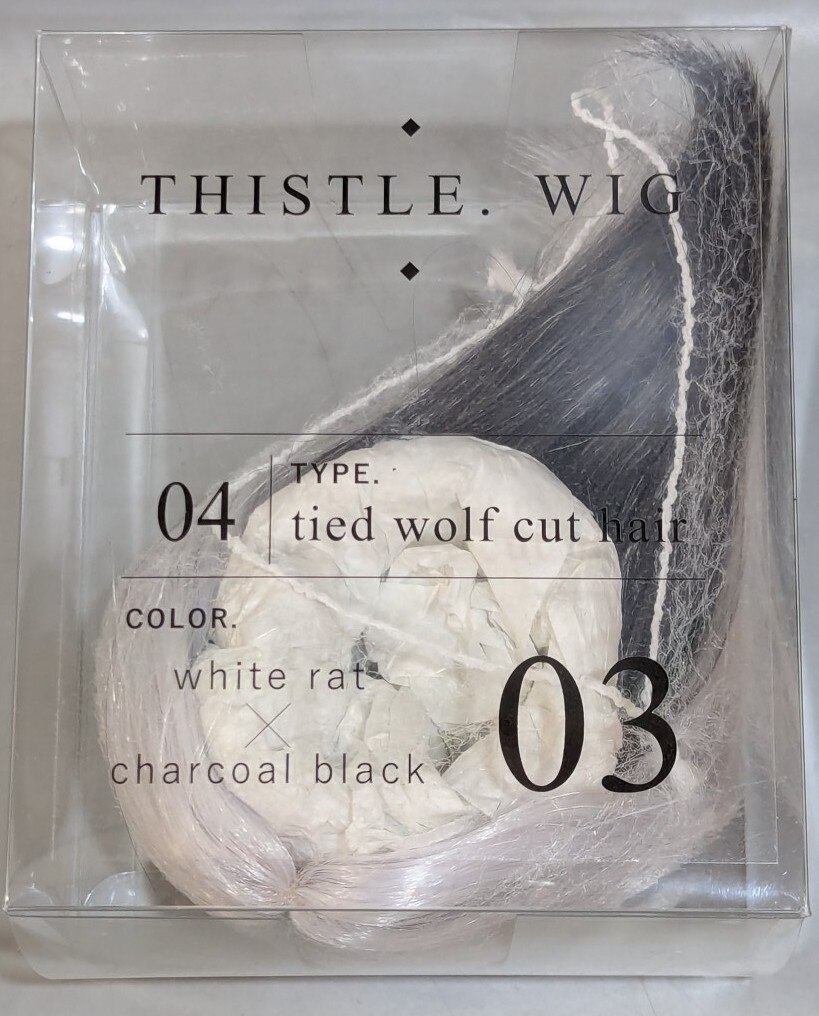 THISTLE. WIG
04
TYPE.
tied wolf cut hair
COLOR.
white rat
×
charcoal black
03